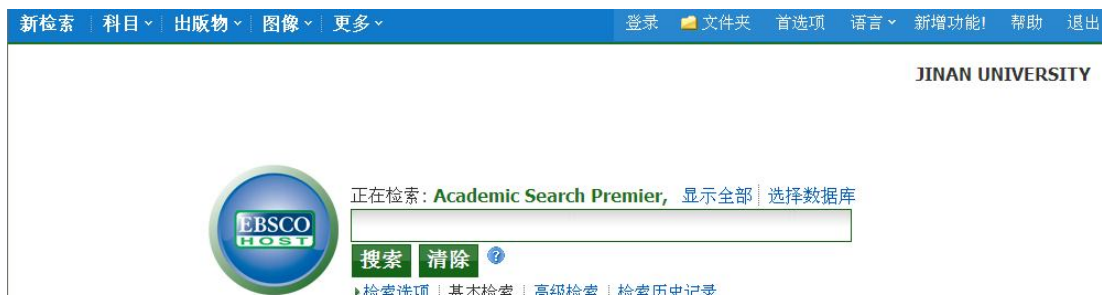 新检索 科目 出版物 图像 更多 登录 文件夹 首选项 语言 新增功能! 帮助 退出
JINAN UNIVERSITY
正在检索: Academic Search Premier, 显示全部 选择数据库
EBSCO
HOST
搜索 清除 ?
检索选项 基本检索 高级检索 检索历史记录